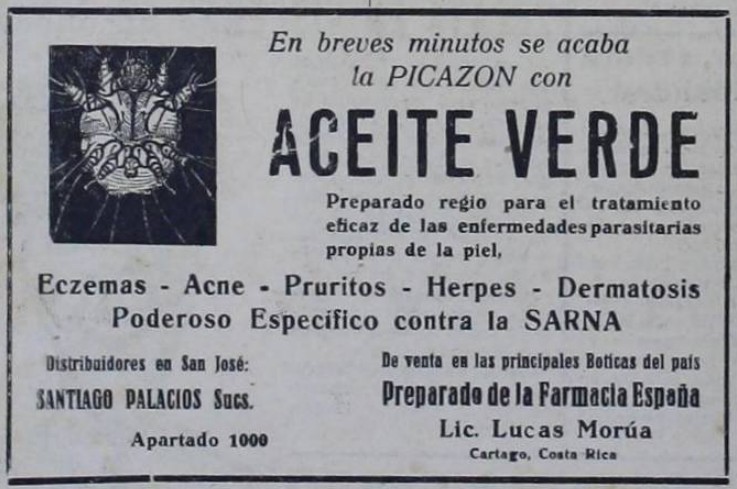 En breves minutos se acaba
la PICAZON con
ACEITE VERDE
Preparado regio para el tratamiento
eficaz de las enfermedades parasitarias
propias de la piel,
Eczemas - Acne - Pruritos - Herpes - Dermatosis
Poderoso Específico contra la SARNA
Distribuidores en San José:
SANTIAGO PALACIOS Sucs.
Apartado 1000
De venta en las principales Boticas del país
Preparado de la Farmacia España
Lic. Lucas Morúa
Cartago, Costa Rica